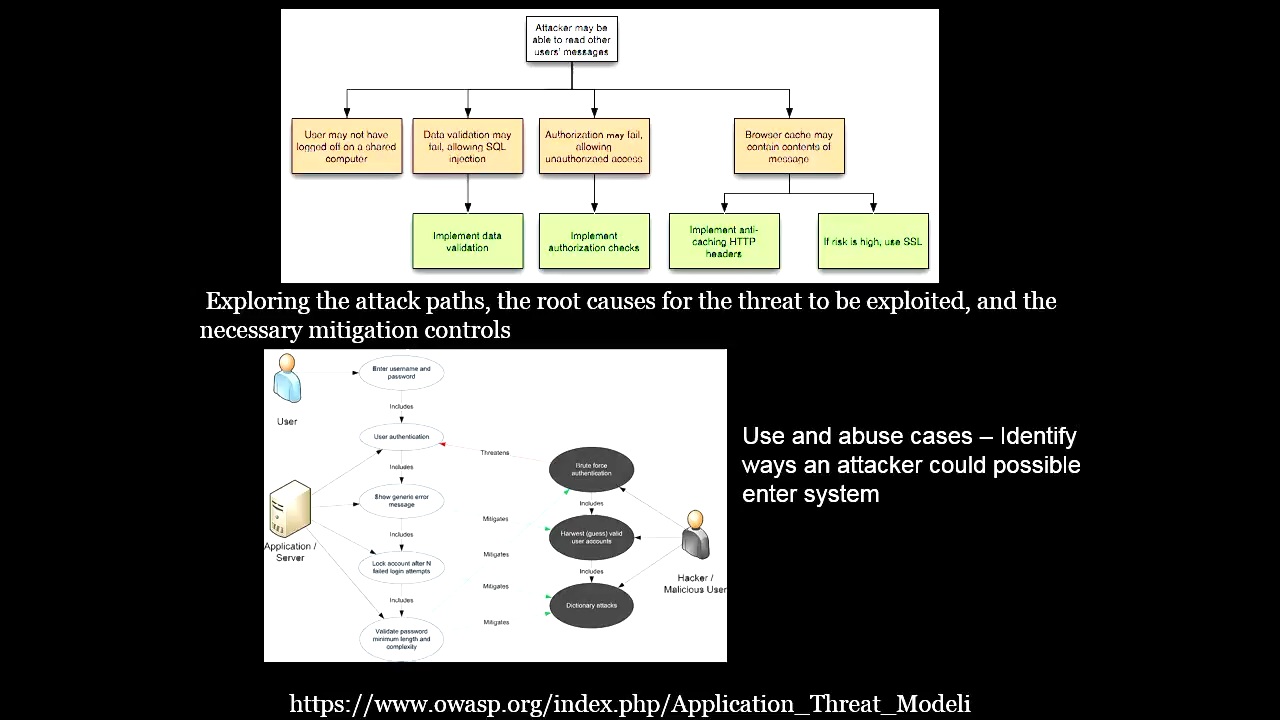 Attacker may be
able to read other
users' messages
User may not have
logged off on a shared
computer
Data validation may
fail, allowing SQL
injection
Authorization may fail,
allowing
unauthorized access
Browser cache may
contain contents of
message
Implement data
validation
Implement
authorization checks
Implement anti-
caching HTTP
headers
If risk is high, use SSL
Exploring the attack paths, the root causes for the threat to be exploited, and the
necessary mitigation controls
User
Enter username and
password
Includes
User authentication
Includes
Threatens
Brute force
authentication
Show generic error
message
Includes
Mitigates
Application /
Server
Includes
Harvest (guess) valid
user accounts
Mitigates
Lock account after N
failed login attempts
Includes
Hacker /
Malicious User
Mitigates
Includes
Dictionary attacks
Mitigates
Validate password
minimum length and
complexity
Use and abuse cases – Identify
ways an attacker could possible
enter system
https://www.owasp.org/index.php/Application_Threat_Modeli